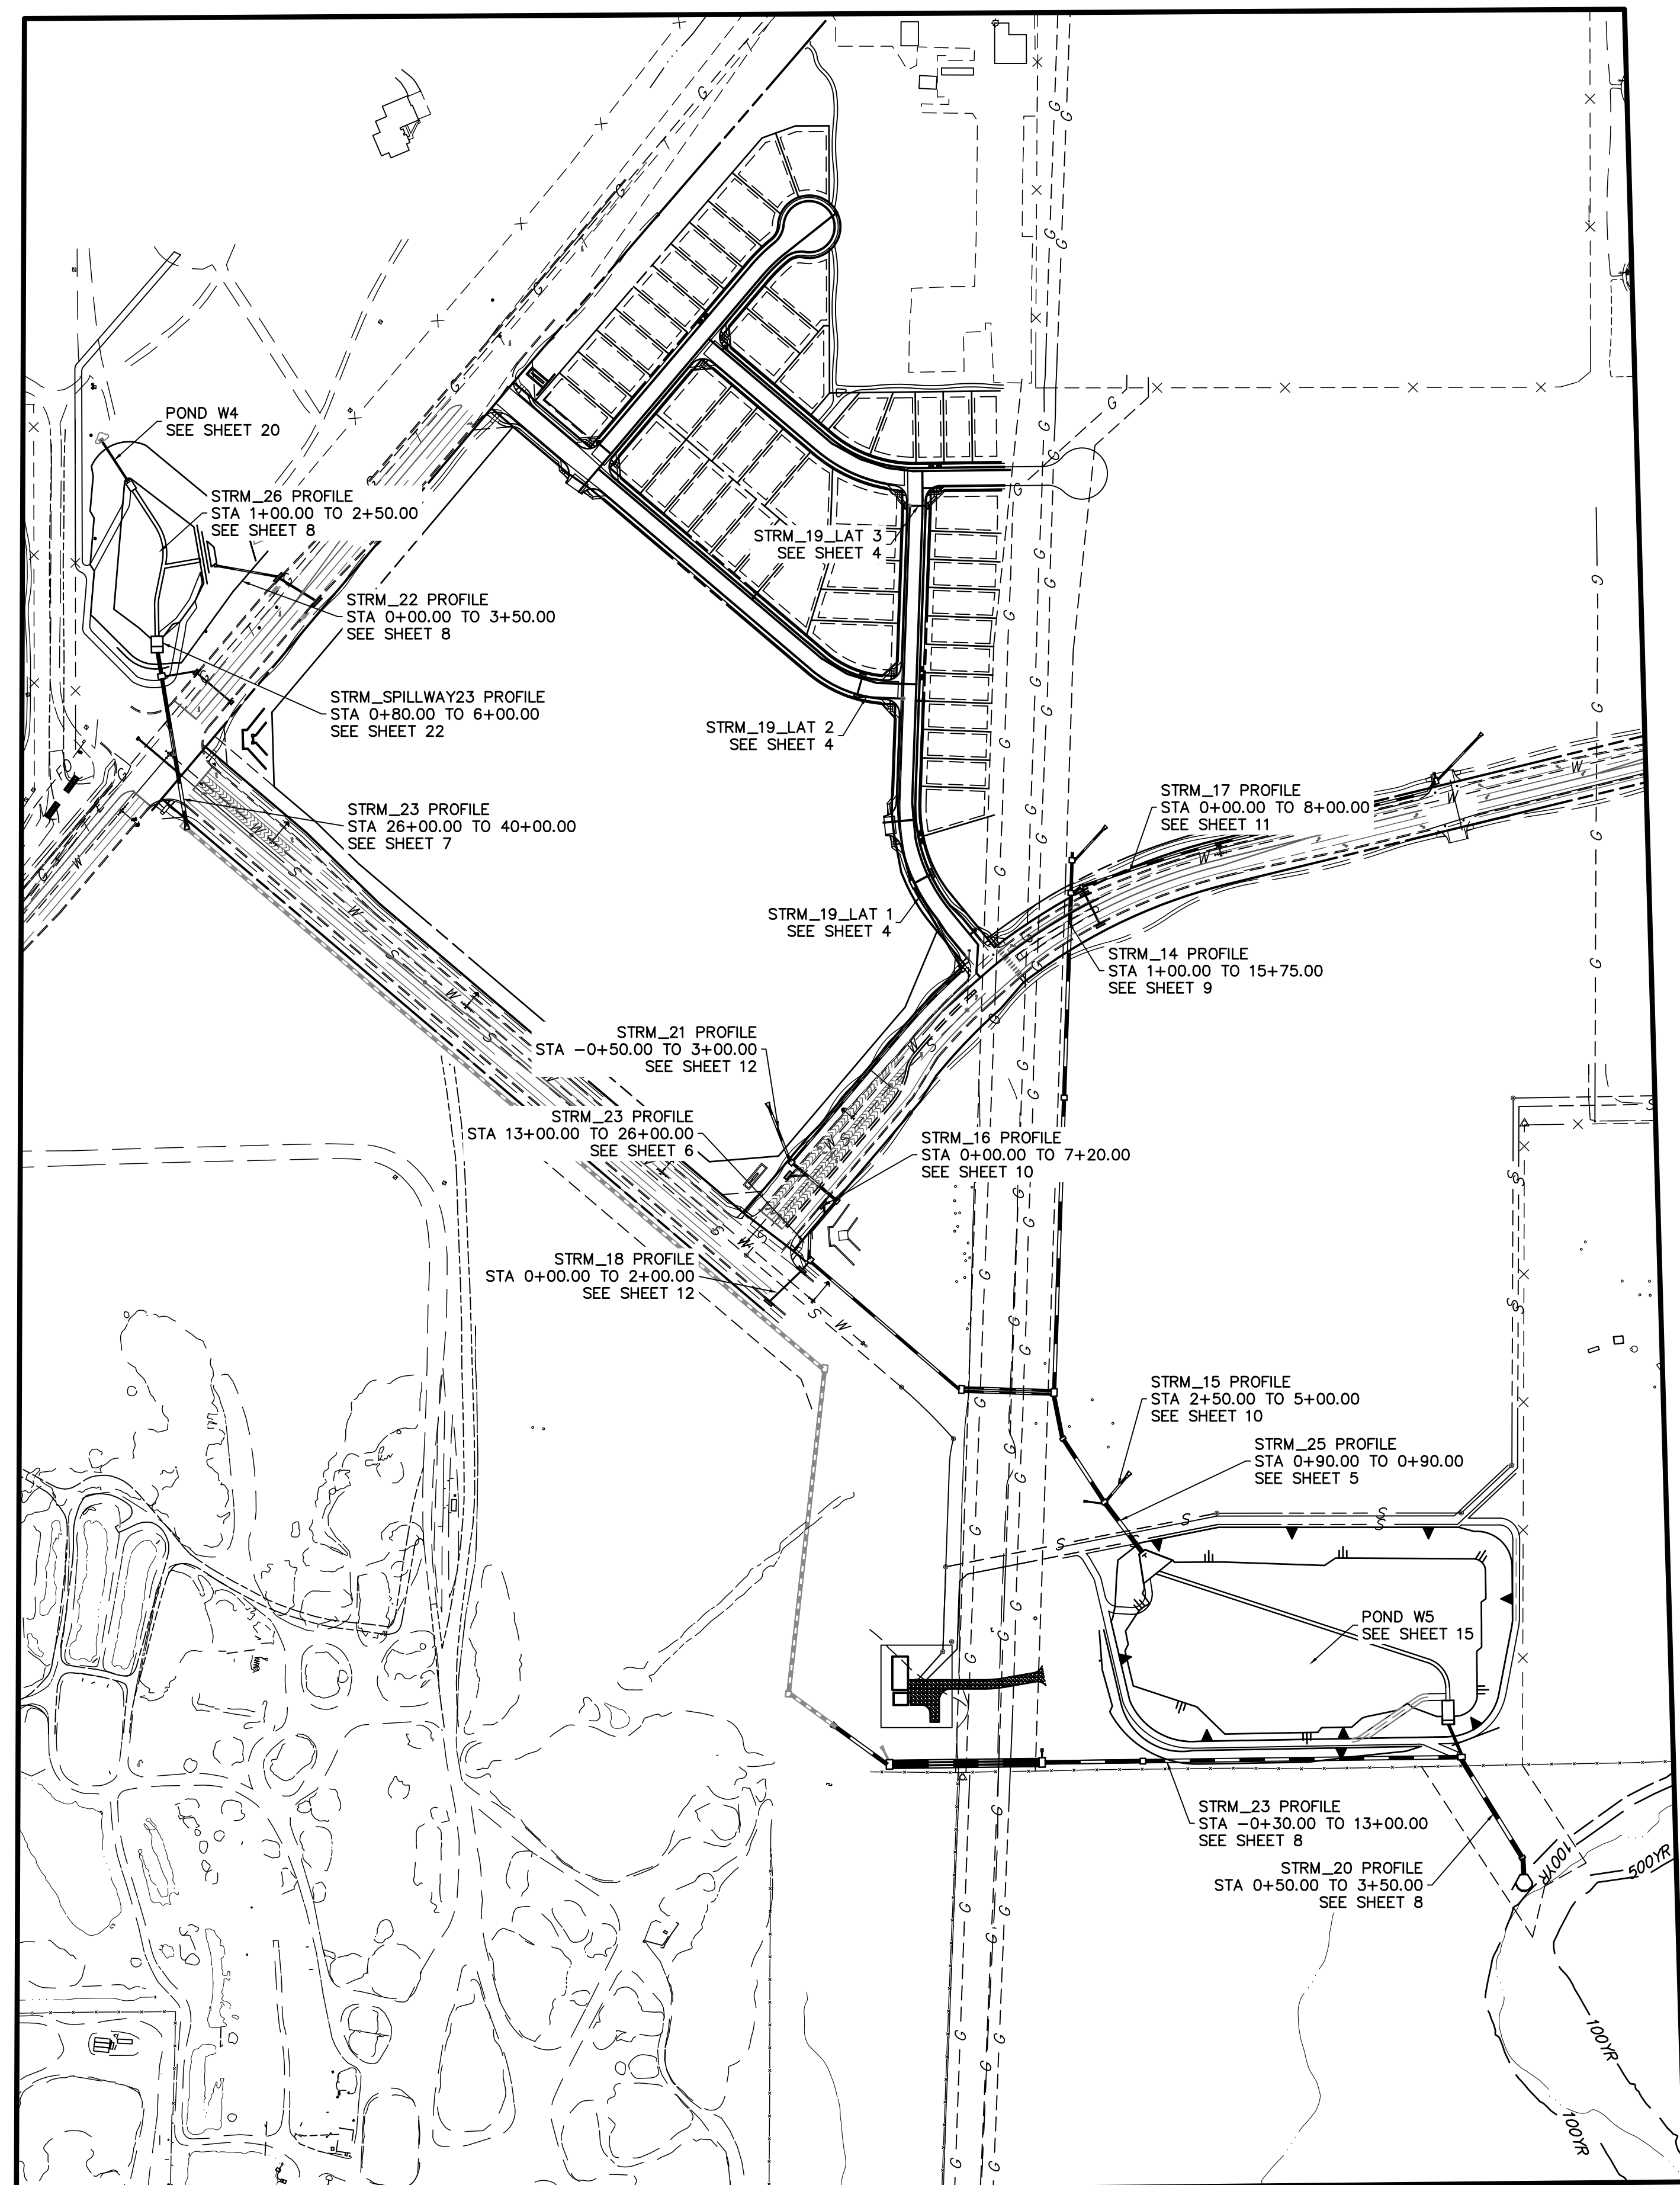 POND W4
SEE SHEET 20
STRM_26 PROFILE
STA 1+00.00 TO 2+50.00
SEE SHEET 8
STRM_19_LAT 3
SEE SHEET 4
STRM_22 PROFILE
STA 0+00.00 TO 3+50.00
SEE SHEET 8
STRM_SPILLWAY23 PROFILE
STA 0+80.00 TO 6+00.00
SEE SHEET 22
STRM_19_LAT 2
SEE SHEET 4
FO
STRM_23 PROFILE
STA 26+00.00 TO 40+00.00
SEE SHEET 7
STRM_17 PROFILE
STA 0+00.00 TO 8+00.00
SEE SHEET 11
STRM_19_LAT 1
SEE SHEET 4
STRM_14 PROFILE
STA 1+00.00 TO 15+75.00
SEE SHEET 9
STRM_21 PROFILE
STA -0+50.00 TO 3+00.00
SEE SHEET 12
STRM_23 PROFILE
STA 13+00.00 TO 26+00.00
SEE SHEET 6
STRM_16 PROFILE
STA 0+00.00 TO 7+20.00
SEE SHEET 10
STRM_18 PROFILE
STA 0+00.00 TO 2+00.00
SEE SHEET 12
STRM_15 PROFILE
STA 2+50.00 TO 5+00.00
SEE SHEET 10
STRM_25 PROFILE
STA 0+90.00 TO 0+90.00
SEE SHEET 5
POND W5
SEE SHEET 15
STRM_23 PROFILE
STA -0+30.00 TO 13+00.00
SEE SHEET 8
STRM_20 PROFILE
STA 0+50.00 TO 3+50.00
SEE SHEET 8
100YR
500YR
100YR
100YR